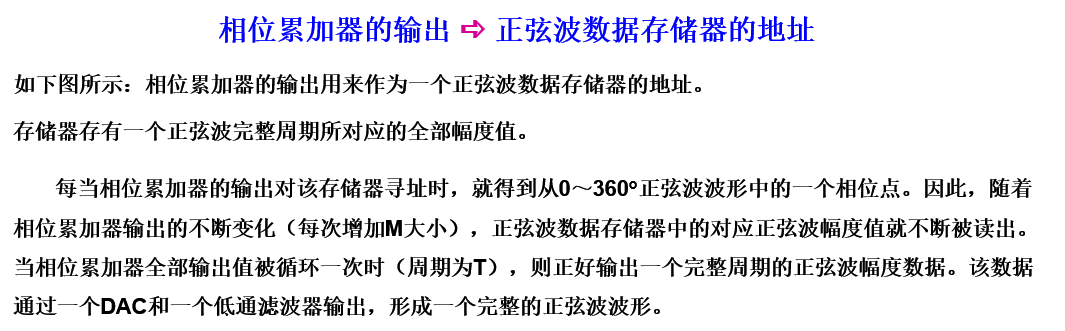 相位累加器的输出 ➪ 正弦波数据存储器的地址
如下图所示：相位累加器的输出用来作为一个正弦波数据存储器的地址。
存储器存有一个正弦波完整周期所对应的全部幅度值。
每当相位累加器的输出对该存储器寻址时，就得到从0～360º正弦波波形中的一个相位点。因此，随着
相位累加器输出的不断变化（每次增加M大小），正弦波数据存储器中的对应正弦波幅度值就不断被读出。
当相位累加器全部输出值被循环一次时（周期为T），则正好输出一个完整周期的正弦波幅度数据。该数据
通过一个DAC和一个低通滤波器输出，形成一个完整的正弦波波形。